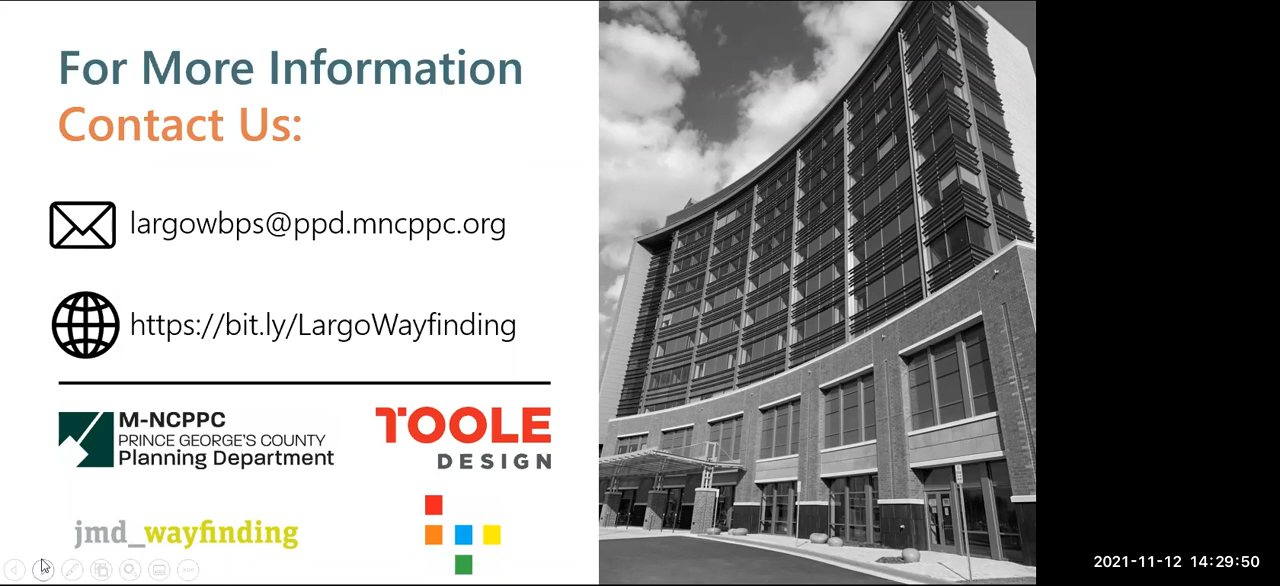 For More Information
Contact Us:
largowbps@ppd.mncppc.org
https://bit.ly/LargoWayfinding
M-NCPPC
PRINCE GEORGE'S COUNTY
Planning Department
TOOLE
DESIGN
jmd_wayfinding
2021-11-12 14:29:50